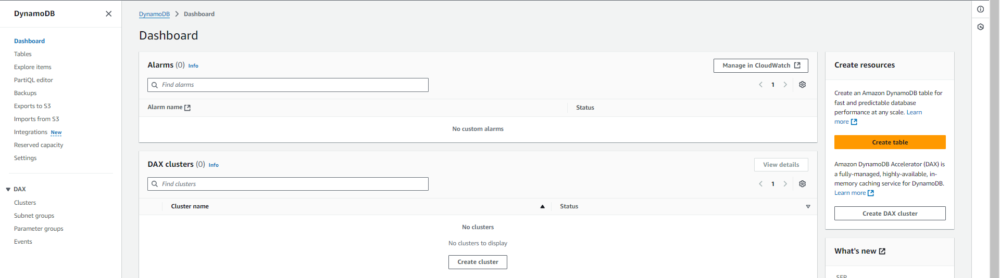 DynamoDB
Dashboard
Tables
Explore items
PartiQL editor
Backups
Exports to S3
Imports from S3
Integrations New
Reserved capacity
Settings
DAX
Clusters
Subnet groups
Parameter groups
Events
DynamoDB > Dashboard
Dashboard
Alarms (0) Info
Manage in CloudWatch
Find alarms
1
Alarm name
Status
No custom alarms
DAX clusters (0) Info
View details
Find clusters
1
Cluster name
Status
No clusters
No clusters to display
Create cluster
Create resources
Create an Amazon DynamoDB table for
fast and predictable database
performance at any scale. Learn
more
Create table
Amazon DynamoDB Accelerator (DAX) is
a fully-managed, highly-available, in-
memory caching service for DynamoDB.
Learn more
Create DAX cluster
What's new
SEP